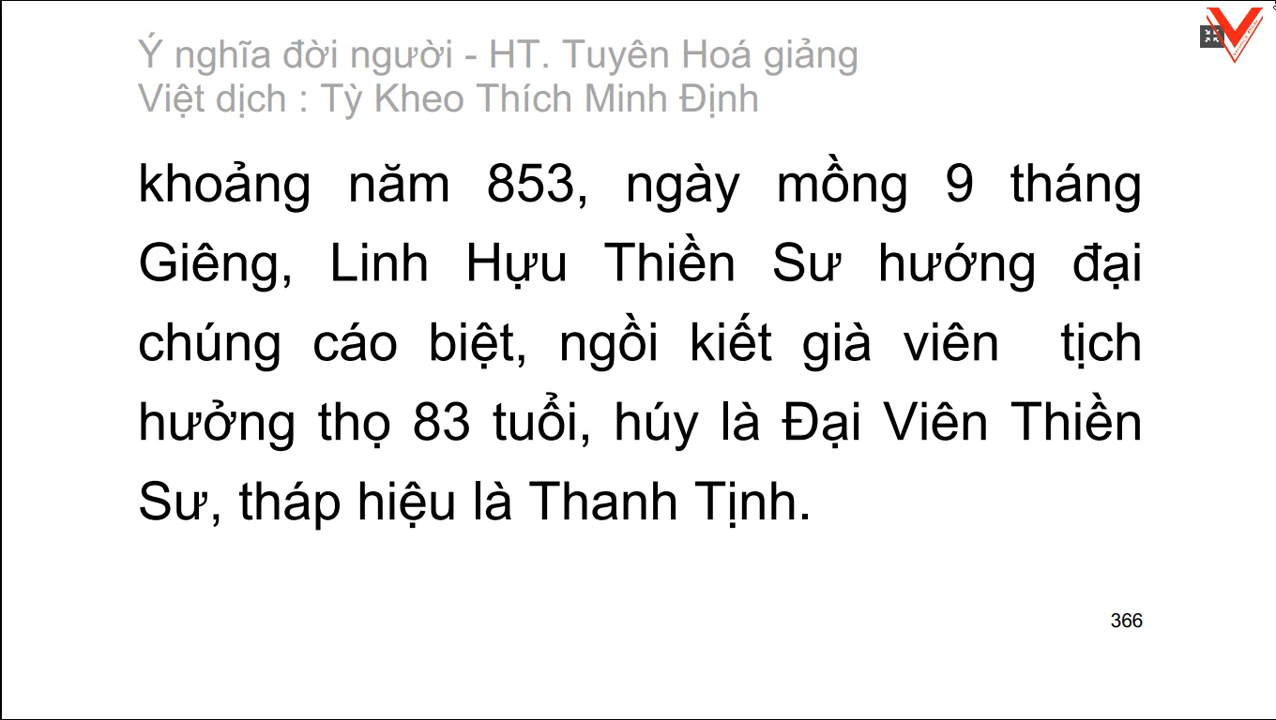 Ý nghĩa đời người - HT. Tuyên Hoá giảng
Việt dịch : Tỳ Kheo Thích Minh Định
khoảng năm 853, ngày mồng 9 tháng
Giêng, Linh Hựu Thiền Sư hướng đại
chúng cáo biệt, ngồi kiết già viên tịch
hưởng thọ 83 tuổi, húy là Đại Viên Thiền
Sư, tháp hiệu là Thanh Tịnh.
366